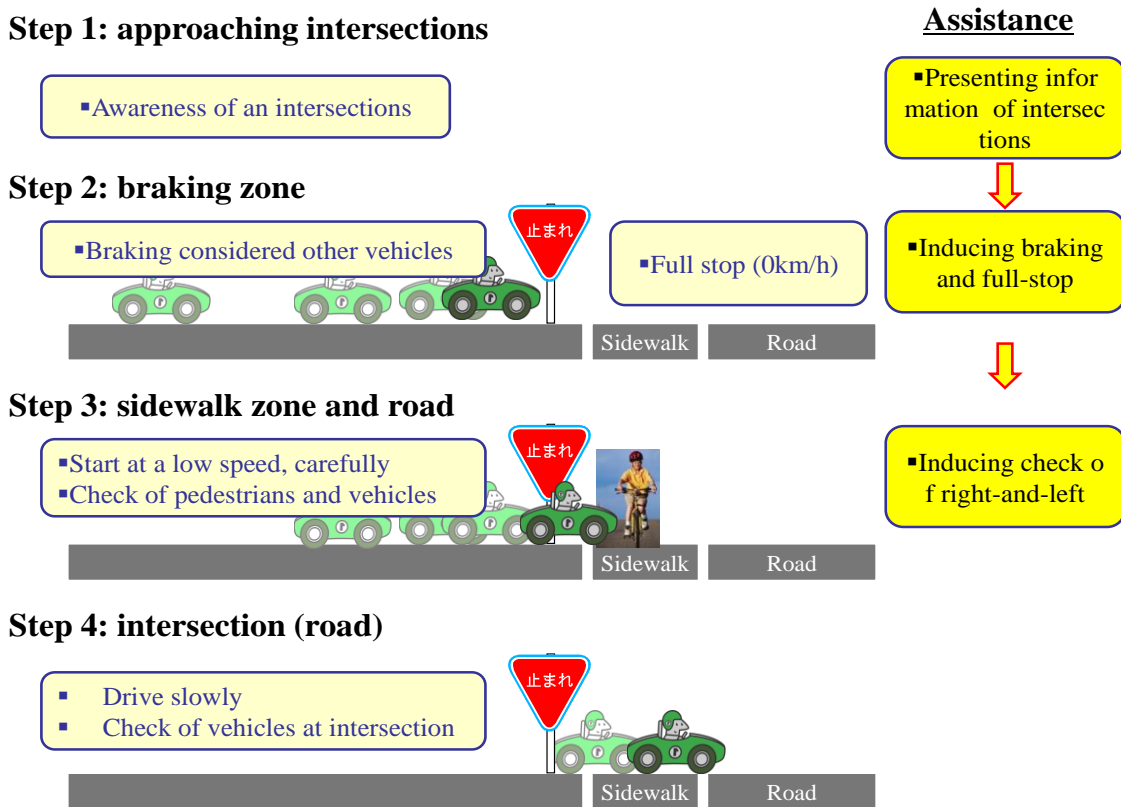 Step 1: approaching intersections
Assistance
▪Awareness of an intersections
▪Presenting infor
mation of intersec
tions
Step 2: braking zone
▪Braking considered other vehicles
止まれ
▪Full stop (0km/h)
▪Inducing braking
and full-stop
Sidewalk
Road
Step 3: sidewalk zone and road
▪Start at a low speed, carefully
▪Check of pedestrians and vehicles
止まれ
▪Inducing check o
f right-and-left
Sidewalk
Road
Step 4: intersection (road)
▪ Drive slowly
▪ Check of vehicles at intersection
止まれ
Sidewalk
Road